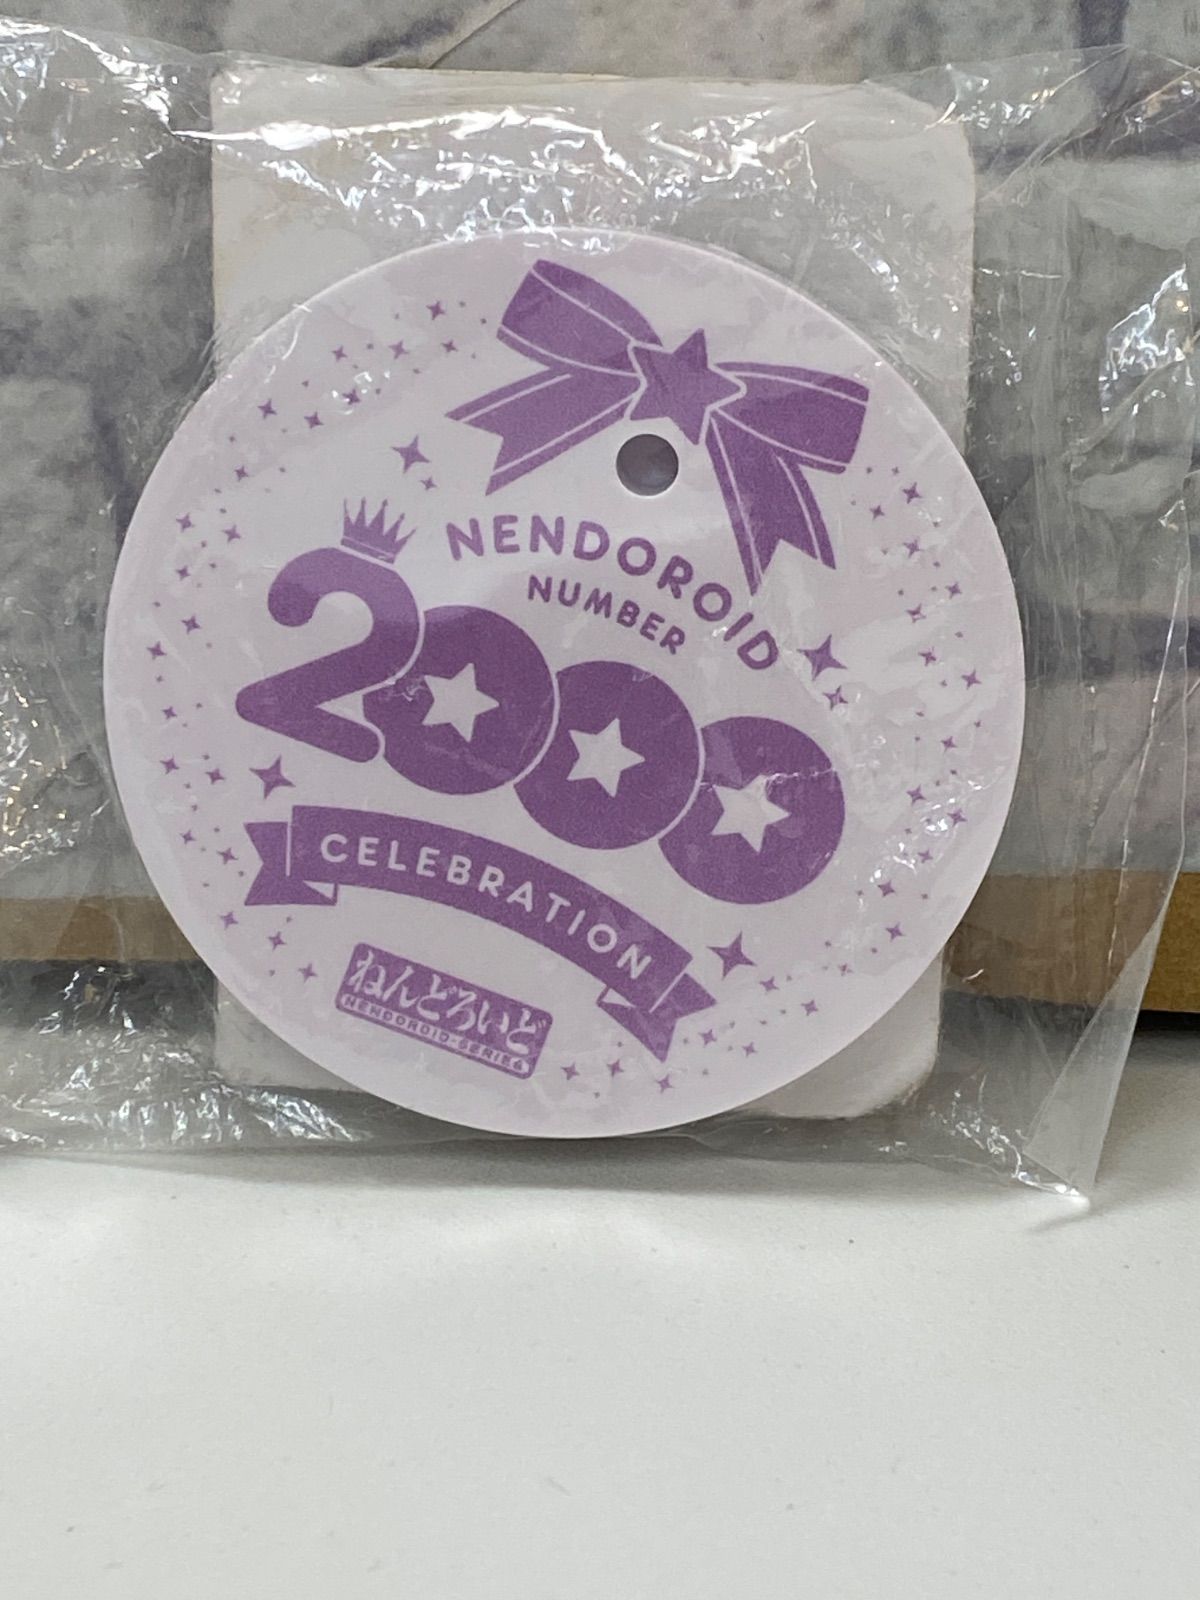 NENDOROID
NUMBER
2000
CELEBRATION
ねんどろいど
NENDOROID-SERIES